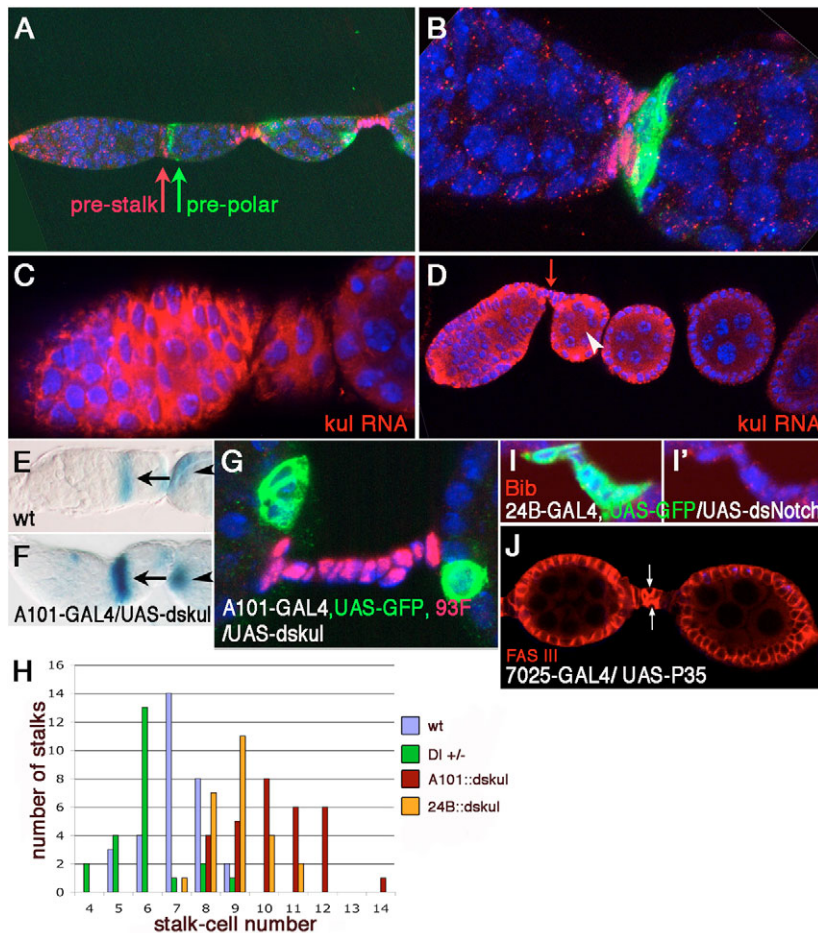 A
B
pre-stalk
pre-polar
C
kul RNA
D
kul RNA
E
wt
F
A101-GAL4/UAS-dskul
G
A101-GAL4,UAS-GFP, 93F
/UAS-dskul
I
I'
Bib
24B-GAL4,UAS-GFP/UAS-dsNotch
J
FAS III
7025-GAL4/ UAS-P35
H
number of stalks
16
14
12
10
8
6
4
2
0
4 5 6 7 8 9 10 11 12 13 14
stalk-cell number
wt
Dl +/-
A101::dskul
24B::dskul